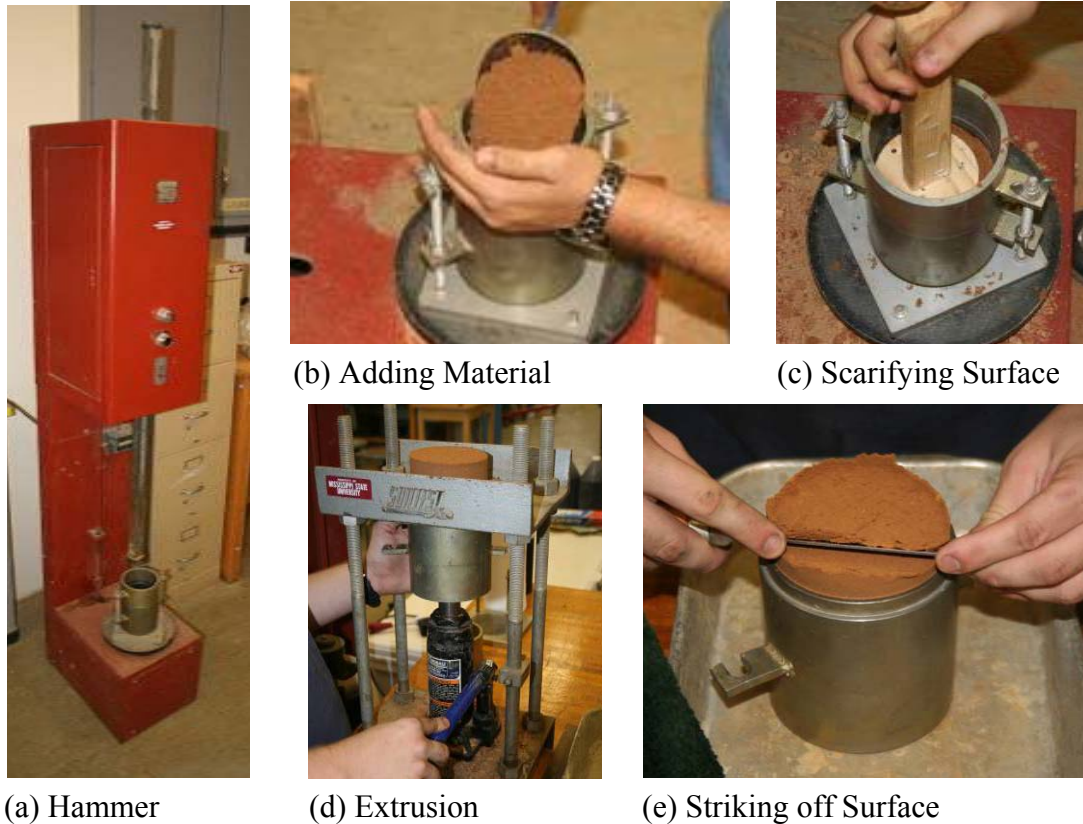 (b) Adding Material
(c) Scarifying Surface
MISSISSIPPI STATE
UNIVERSITY
(a) Hammer
(d) Extrusion
(e) Striking off Surface